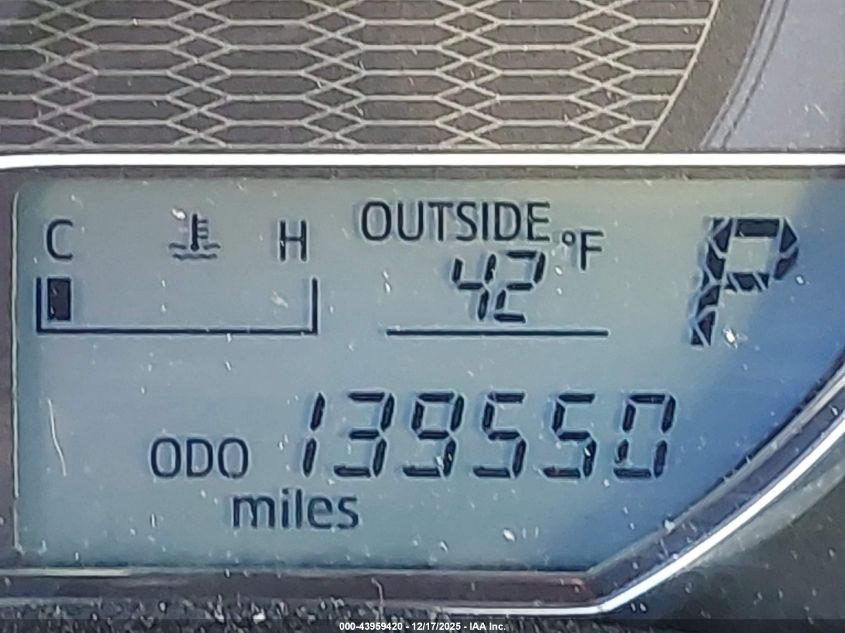 C H OUTSIDE °F P
42
ODO 139550
miles
000-43959420 - 12/17/2025 - IAA Inc.